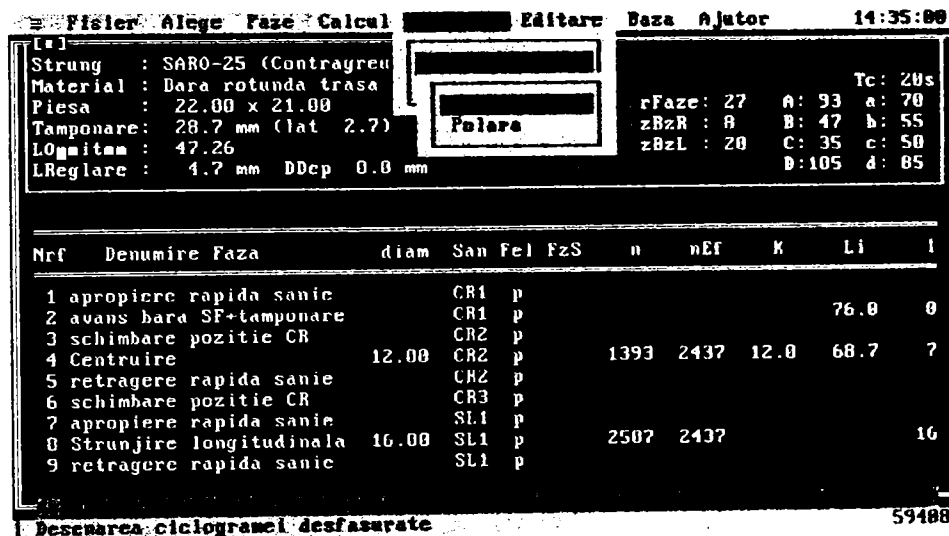 ≡ Fisier Alege Faze Calcul Editare Baza Ajutor 14:35:00
Strung : SARO-25 (Contragreu
Material : Bara rotunda trasa Tc: 20s
Piesa : 22.00 x 21.00 rFaze: 27 A: 93 a: 70
Tamponare: 28.7 mm (lat 2.7) Polara zBzR : 8 B: 47 b: 55
47.26 zBzL : 20 C: 35 c: 50
LReglare : 4.7 mm DDep 0.0 mm D:105 d: 85
Nrf Denumire Faza diam San Fel FzS n nEf K Li l
1 apropiere rapida sanie CR1 p
2 avans bara SF+tamponare CR1 p 76.0 0
3 schimbare pozitie CR CR2 p
4 Centruire 12.00 CR2 p 1393 2437 12.0 68.7 7
5 retragere rapida sanie CR2 p
6 schimbare pozitie CR CR3 p
7 apropiere rapida sanie SL1 p
8 Strunjire longitudinala 16.00 SL1 p 2507 2437 16
9 retragere rapida sanie SL1 p
Desenarea ciclogramei desfasurate 59488